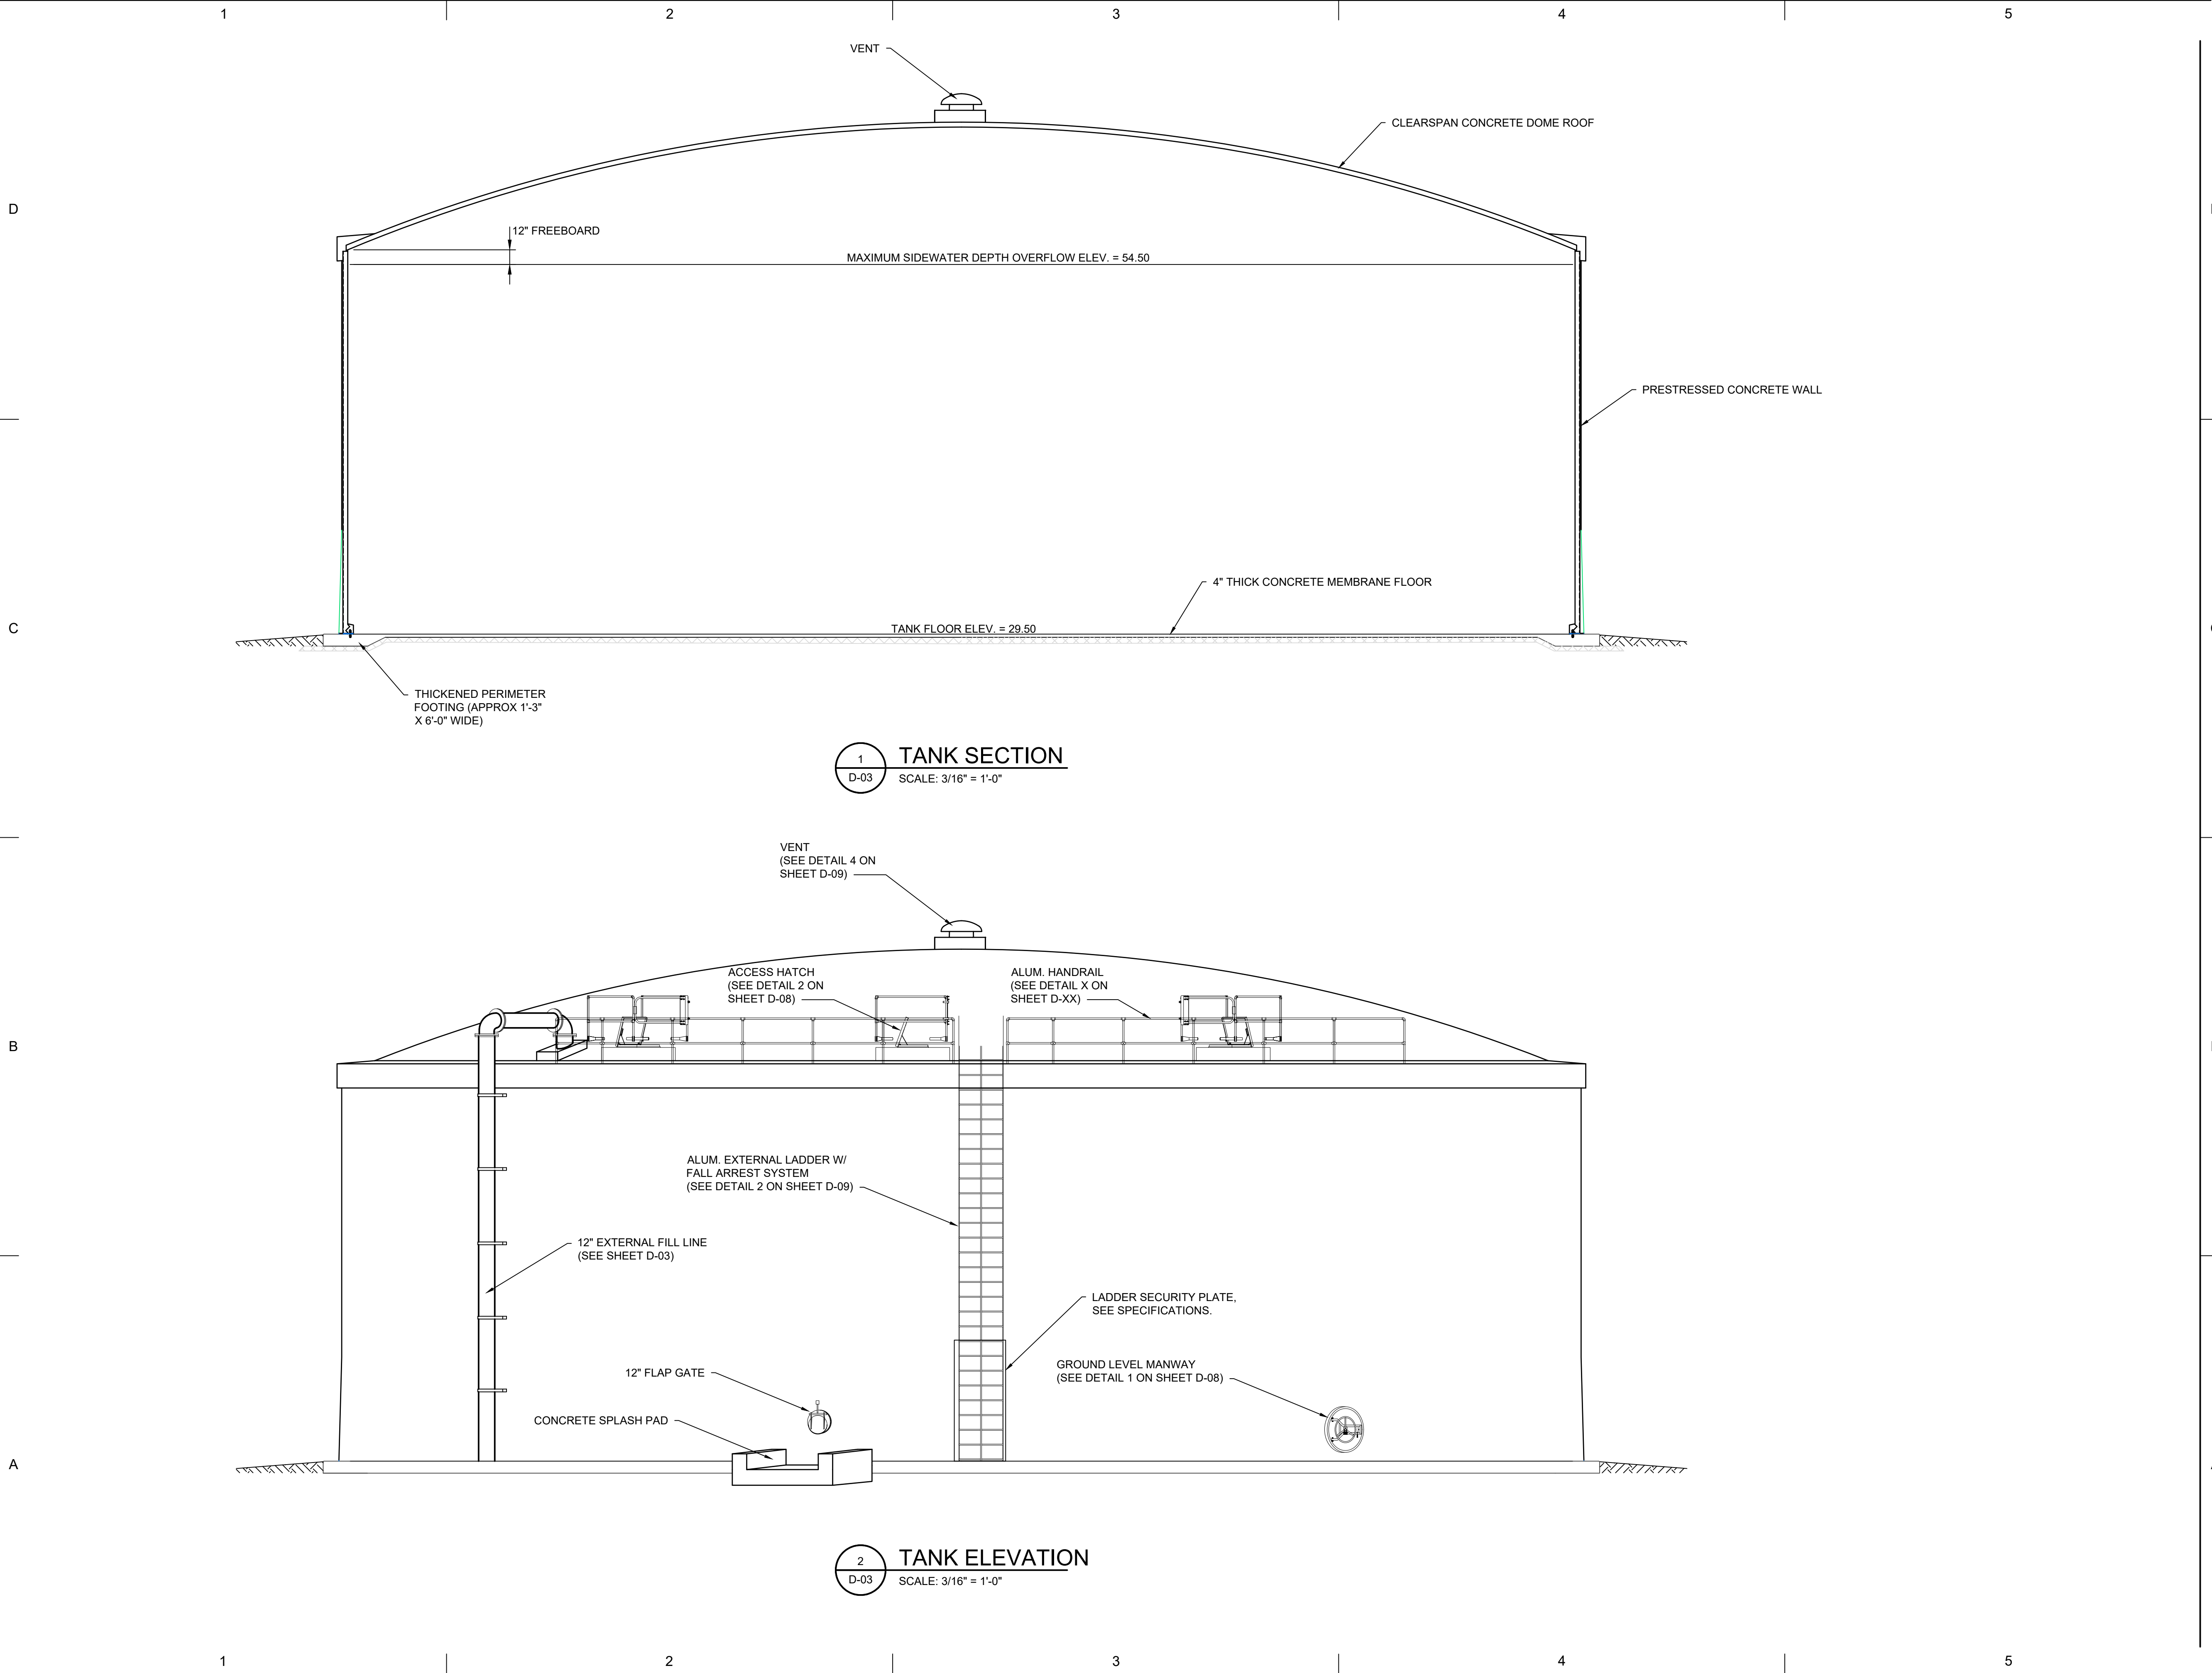 1
2
3
4
5
VENT
CLEARSPAN CONCRETE DOME ROOF
D
12" FREEBOARD
MAXIMUM SIDEWATER DEPTH OVERFLOW ELEV. = 54.50
PRESTRESSED CONCRETE WALL
4" THICK CONCRETE MEMBRANE FLOOR
C
TANK FLOOR ELEV. = 29.50
THICKENED PERIMETER
FOOTING (APPROX 1'-3"
X 6'-0" WIDE)
1
D-03
TANK SECTION
SCALE: 3/16" = 1'-0"
VENT
(SEE DETAIL 4 ON
SHEET D-09)
ACCESS HATCH
(SEE DETAIL 2 ON
SHEET D-08)
ALUM. HANDRAIL
(SEE DETAIL X ON
SHEET D-XX)
B
ALUM. EXTERNAL LADDER W/
FALL ARREST SYSTEM
(SEE DETAIL 2 ON SHEET D-09)
12" EXTERNAL FILL LINE
(SEE SHEET D-03)
LADDER SECURITY PLATE,
SEE SPECIFICATIONS.
12" FLAP GATE
GROUND LEVEL MANWAY
(SEE DETAIL 1 ON SHEET D-08)
CONCRETE SPLASH PAD
A
2
D-03
TANK ELEVATION
SCALE: 3/16" = 1'-0"
1
2
3
4
5